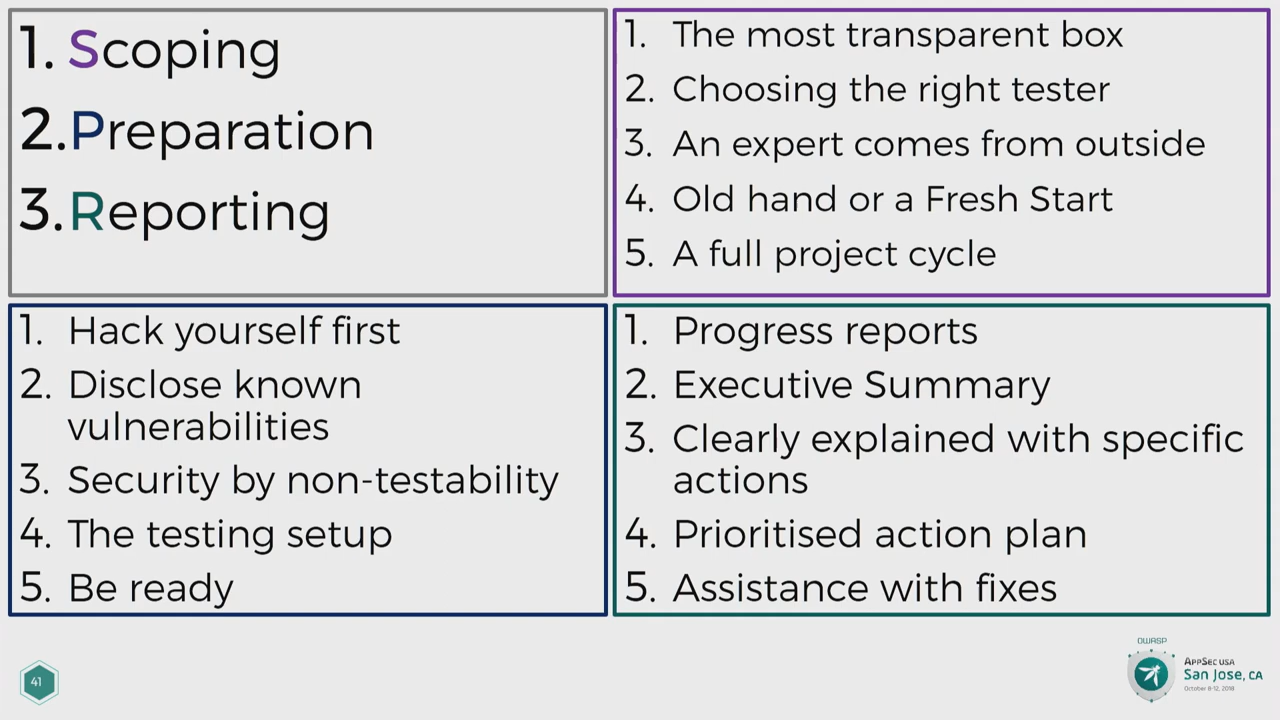 1. Scoping
2. Preparation
3. Reporting
1. The most transparent box
2. Choosing the right tester
3. An expert comes from outside
4. Old hand or a Fresh Start
5. A full project cycle
1. Hack yourself first
2. Disclose known
vulnerabilities
3. Security by non-testability
4. The testing setup
5. Be ready
1. Progress reports
2. Executive Summary
3. Clearly explained with specific
actions
4. Prioritised action plan
5. Assistance with fixes
41
OWASP
AppSec USA
San Jose, CA
October 8-12, 2018